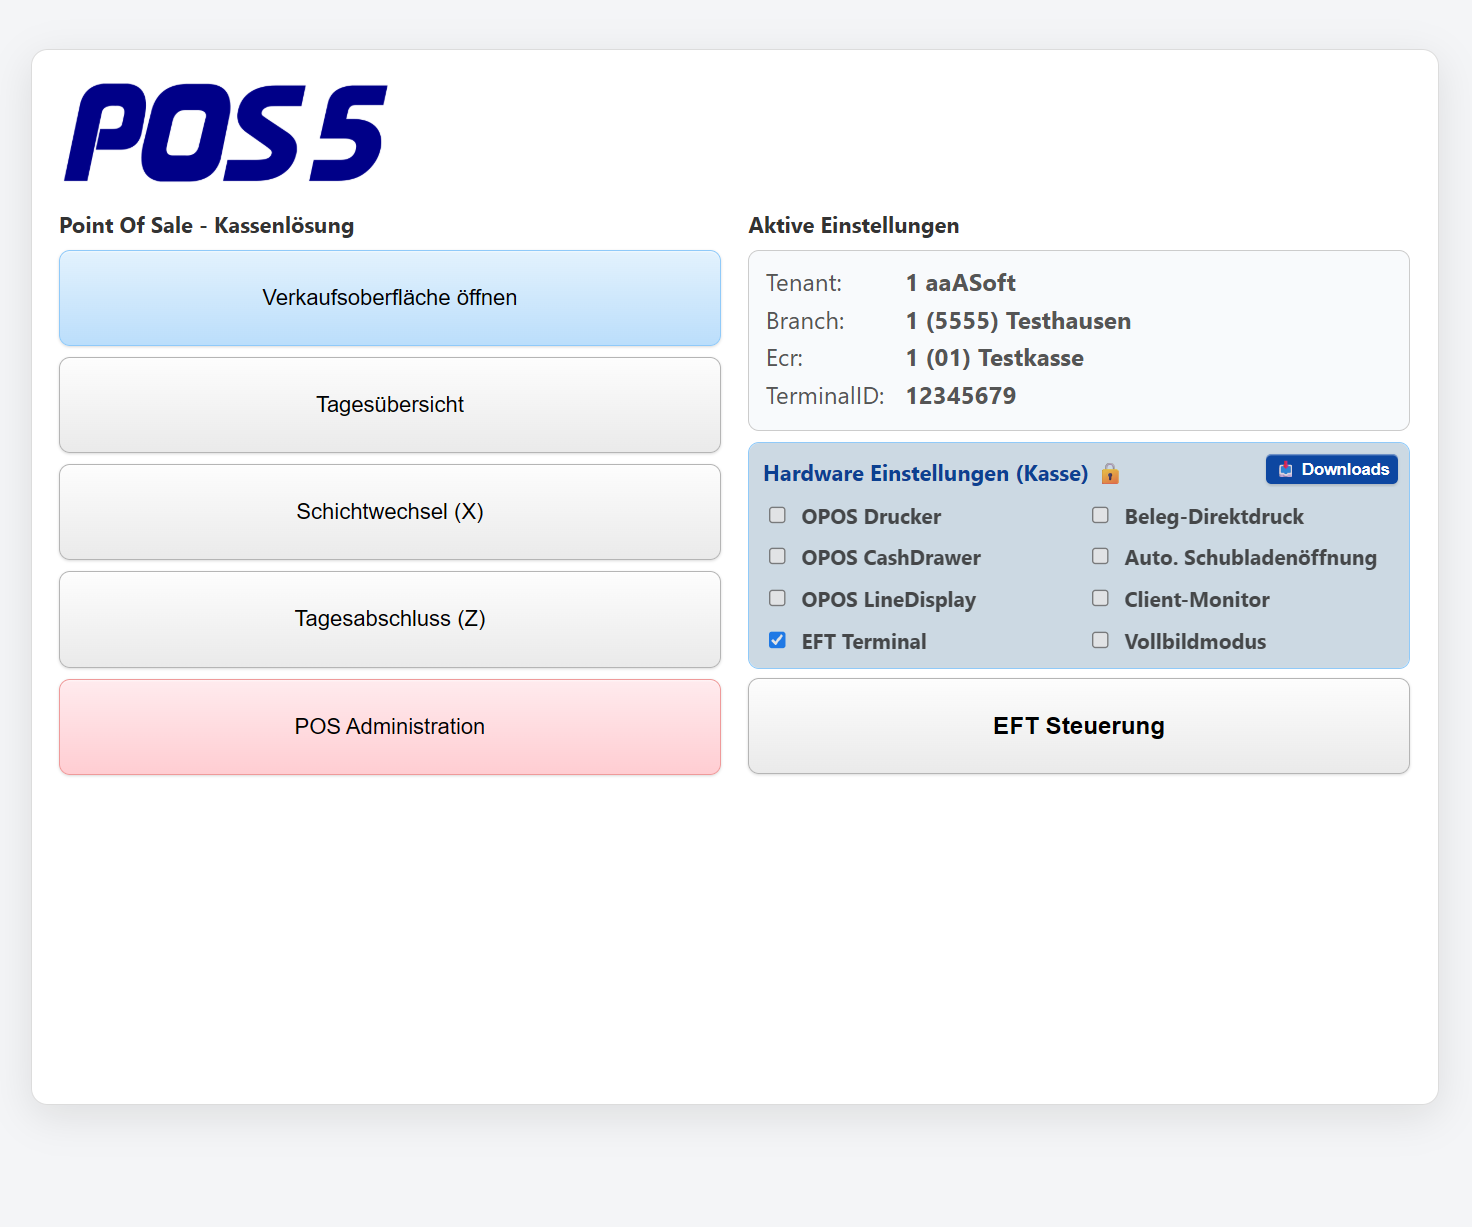 POS 5
Point Of Sale - Kassenlösung
Verkaufsoberfläche öffnen
Tagesübersicht
Schichtwechsel (X)
Tagesabschluss (Z)
POS Administration
Aktive Einstellungen
Tenant: 1 aaASoft
Branch: 1 (5555) Testhausen
Ecr: 1 (01) Testkasse
TerminalID: 12345679
Hardware Einstellungen (Kasse)
Downloads
OPOS Drucker
Beleg-Direktdruck
OPOS CashDrawer
Auto. Schubladenöffnung
OPOS LineDisplay
Client-Monitor
EFT Terminal
Vollbildmodus
EFT Steuerung